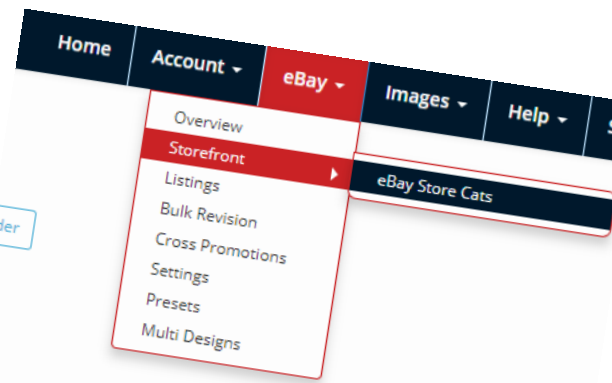 Home
Account
eBay
Images
Help
Overview
Storefront
eBay Store Cats
Listings
Bulk Revision
Cross Promotions
Settings
Presets
Multi Designs